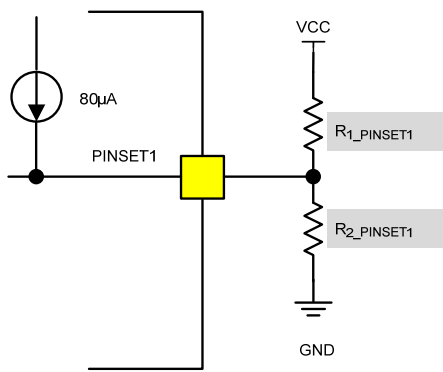 VCC
80µA
R1_PINSET1
PINSET1
R2_PINSET1
GND